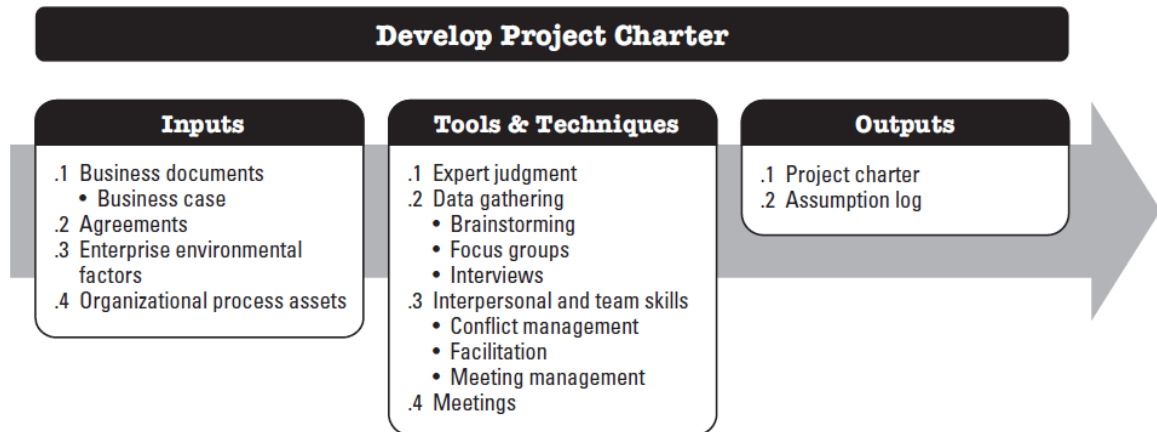 Develop Project Charter
Inputs
.1 Business documents
• Business case
.2 Agreements
.3 Enterprise environmental
factors
.4 Organizational process assets
Tools & Techniques
.1 Expert judgment
.2 Data gathering
• Brainstorming
• Focus groups
• Interviews
.3 Interpersonal and team skills
• Conflict management
• Facilitation
• Meeting management
.4 Meetings
Outputs
.1 Project charter
.2 Assumption log